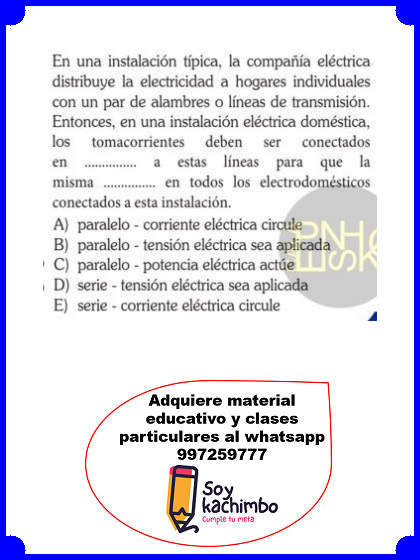 En una instalación típica, la compañía eléctrica
distribuye la electricidad a hogares individuales
con un par de alambres o líneas de transmisión.
Entonces, en una instalación eléctrica doméstica,
los tomacorrientes deben ser conectados
en ............... a estas líneas para que la
misma ............... en todos los electrodomésticos
conectados a esta instalación.
A) paralelo - corriente eléctrica circule
B) paralelo - tensión eléctrica sea aplicada
C) paralelo - potencia eléctrica actúe
D) serie - tensión eléctrica sea aplicada
E) serie - corriente eléctrica circule
Adquiere material
educativo y clases
particulares al whatsapp
997259777
Soy
kachimbo
Cumple tu meta